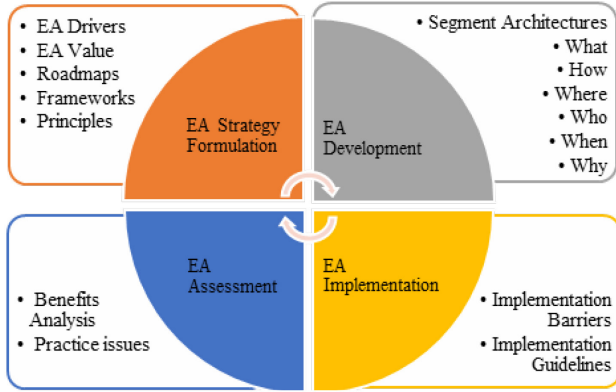 • EA Drivers
• EA Value
• Roadmaps
• Frameworks
• Principles
EA Strategy
Formulation
• Segment Architectures
• What
• How
• Where
• Who
• When
• Why
EA
Development
• Benefits
Analysis
• Practice issues
EA
Assessment
EA
Implementation
• Implementation
Barriers
• Implementation
Guidelines